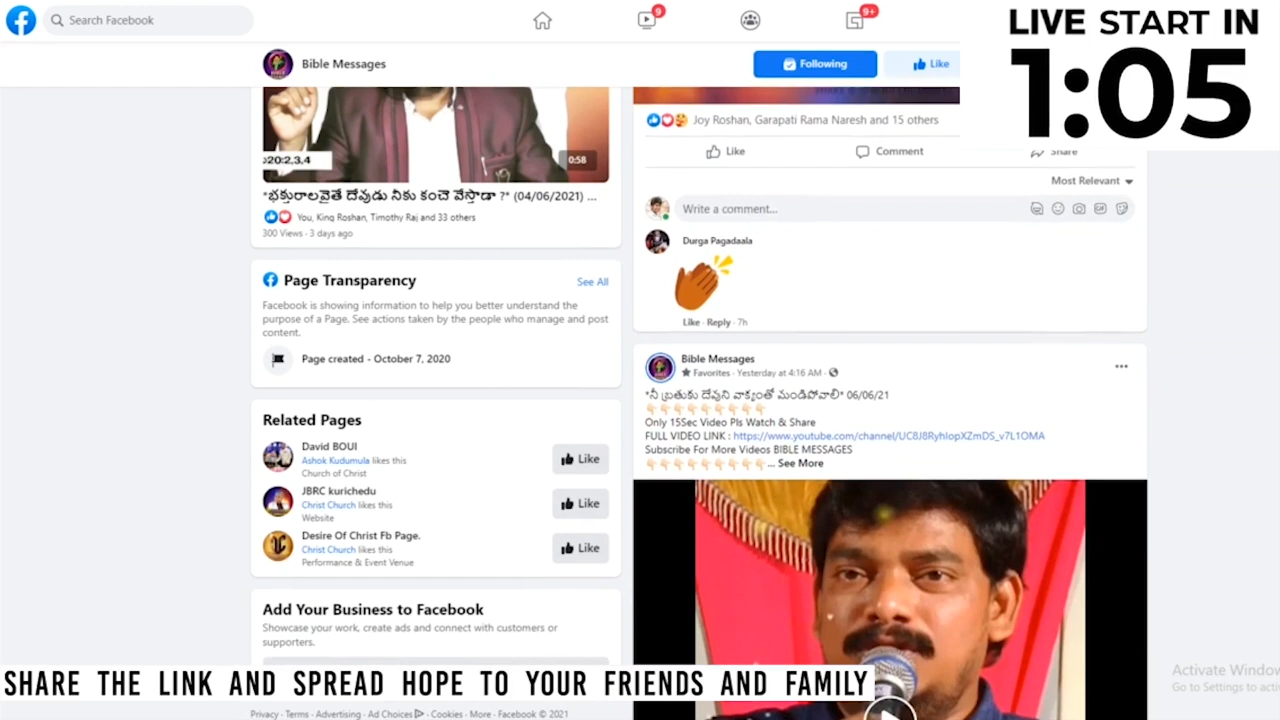 Search Facebook
9
9+
LIVE START IN
1:05
Bible Messages
Following
Like
:20:2,3,4
0:58
*భక్తురాలవైతే దేవుడు నీకు కంచె వేస్తాడా ?* (04/06/2021) ...
You, King Roshan, Timothy Raj and 33 others
300 Views · 3 days ago
Page Transparency
See All
Facebook is showing information to help you better understand the
purpose of a Page. See actions taken by the people who manage and post
content.
Page created - October 7, 2020
Related Pages
David BOUI
Ashok Kudumula likes this
Church of Christ
Like
JBRC kurichedu
Christ Church likes this
Website
Like
Desire Of Christ Fb Page.
Christ Church likes this
Performance & Event Venue
Like
Add Your Business to Facebook
Showcase your work, create ads and connect with customers or
supporters.
Joy Roshan, Garapati Rama Naresh and 15 others
Like
Comment
Share
Most Relevant
Write a comment...
GIF
Durga Pagadaala
Like · Reply · 7h
Bible Messages
Favorites · Yesterday at 4:16 AM ·
*నీ బ్రతుకు దేవుని వాక్యంతో మండిపోవాలి* 06/06/21
👇🏻👇🏻👇🏻👇🏻👇🏻👇🏻👇🏻👇🏻👇🏻
Only 15Sec Video Pls Watch & Share
FULL VIDEO LINK : https://www.youtube.com/channel/UC8J8RyhIopXZmDS_v7L1OMA
Subscribe For More Videos BIBLE MESSAGES
👇🏻👇🏻👇🏻👇🏻👇🏻👇🏻👇🏻👇🏻👇🏻... See More
SHARE THE LINK AND SPREAD HOPE TO YOUR FRIENDS AND FAMILY
Activate Window
Go to Settings to acti
Privacy · Terms · Advertising · Ad Choices · Cookies · More · Facebook © 2021